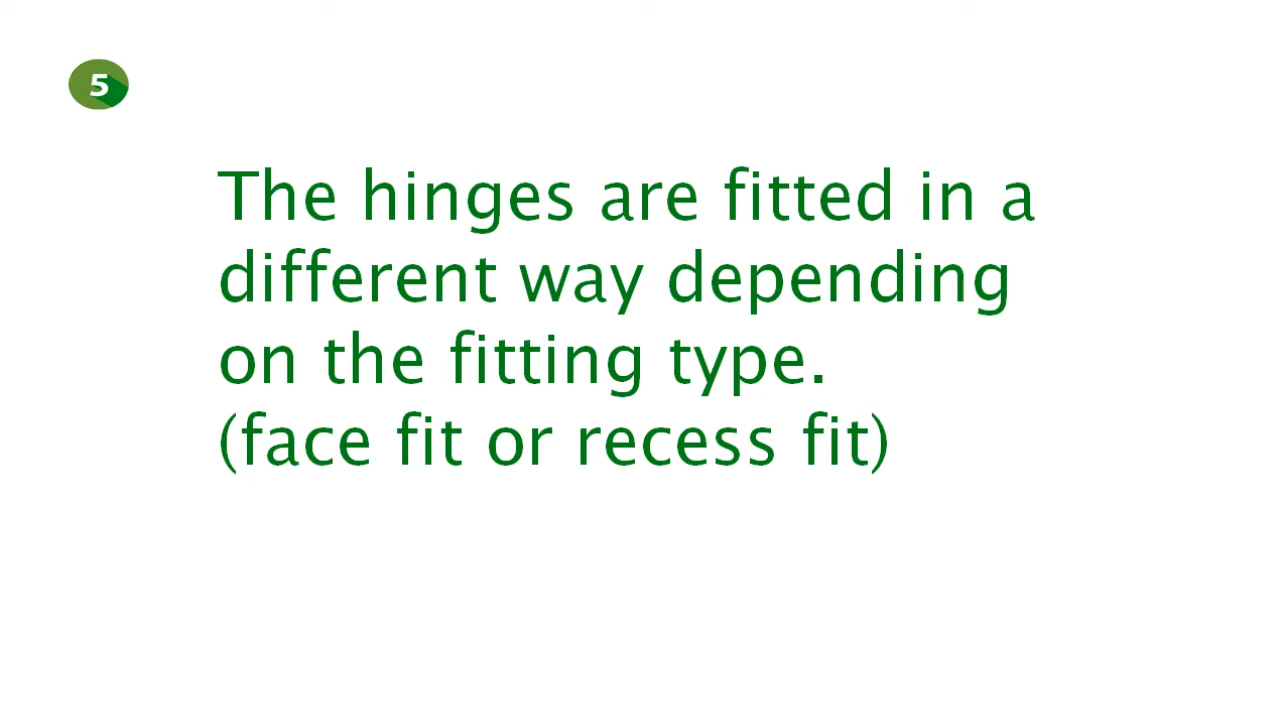 5
The hinges are fitted in a
different way depending
on the fitting type.
(face fit or recess fit)